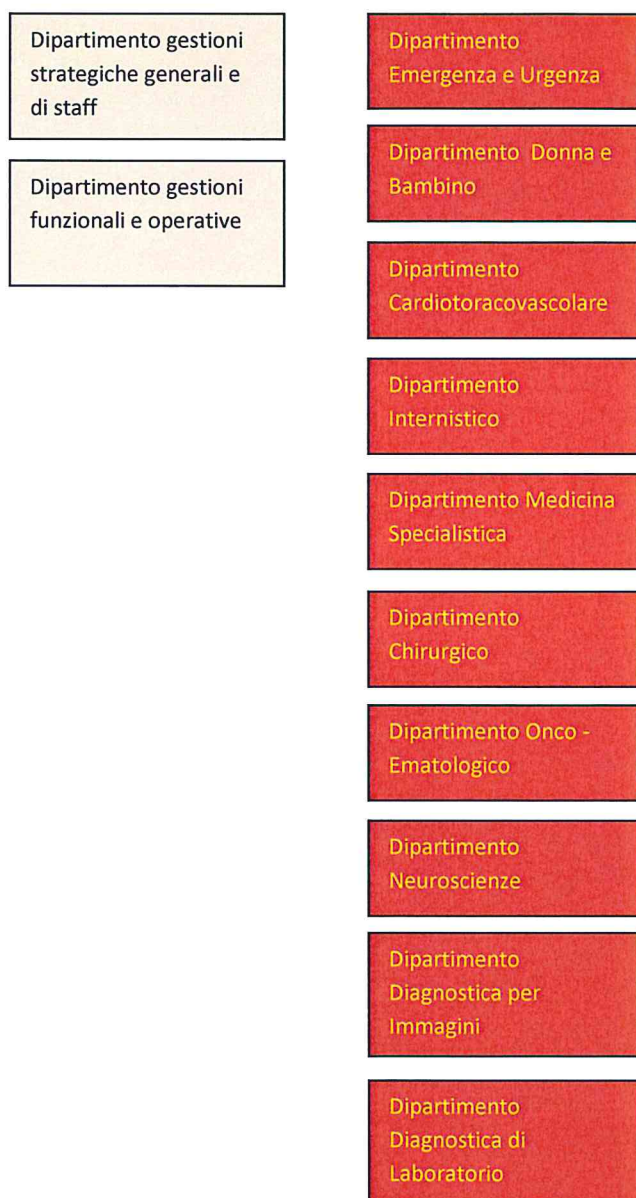 Dipartimento gestioni
strategiche generali e
di staff
Dipartimento gestioni
funzionali e operative
Dipartimento
Emergenza e Urgenza
Dipartimento Donna e
Bambino
Dipartimento
Cardiotoracovascolare
Dipartimento
Internistico
Dipartimento Medicina
Specialistica
Dipartimento
Chirurgico
Dipartimento Onco -
Ematologico
Dipartimento
Neuroscienze
Dipartimento
Diagnostica per
Immagini
Dipartimento
Diagnostica di
Laboratorio